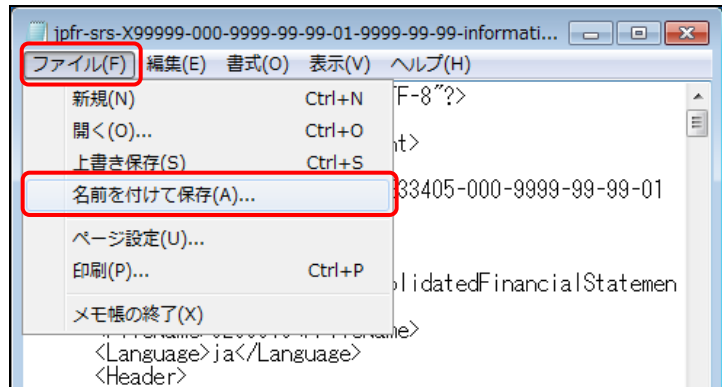 jpfr-srs-X99999-000-9999-99-99-01-9999-99-99-informati...
ファイル(F) 編集(E) 書式(O) 表示(V) ヘルプ(H)
新規(N) Ctrl+N
開く(O)... Ctrl+O
上書き保存(S) Ctrl+S
名前を付けて保存(A)...
ページ設定(U)...
印刷(P)... Ctrl+P
メモ帳の終了(X)
F-8"?>
nt>
33405-000-9999-99-99-01
lidatedFinancialStatemen
me>
<Language>ja</Language>
<Header>